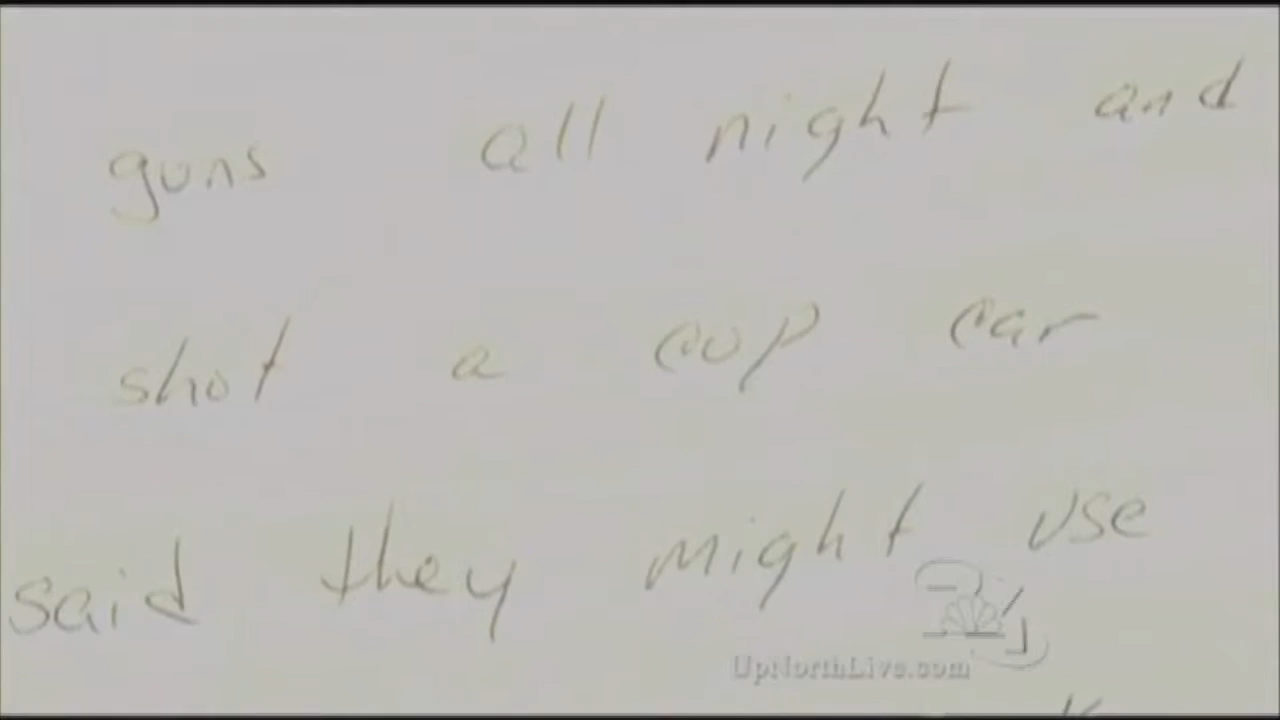 guns all night and
shot a cop car
said they might use
UpNorthLive.com